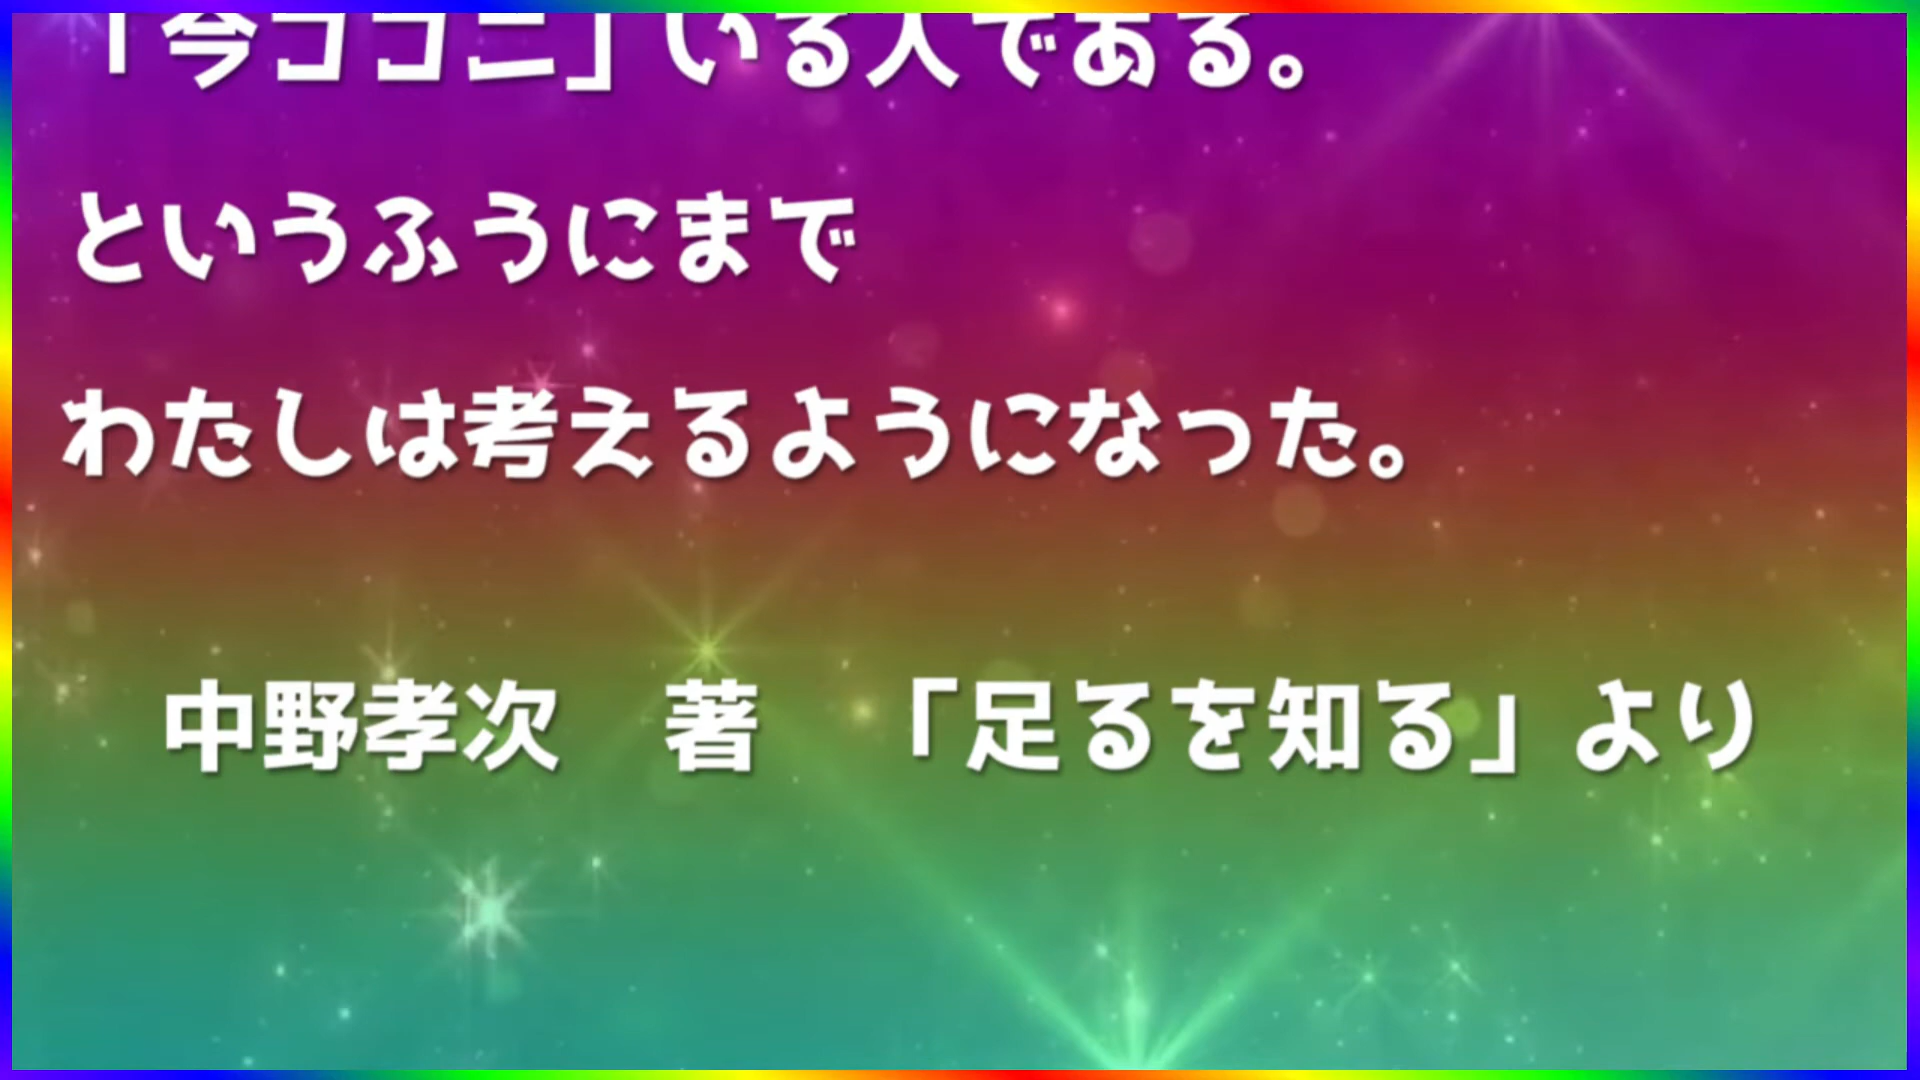 「今ココニ」いる人である。
というふうにまで
わたしは考えるようになった。
中野孝次　著　「足るを知る」より